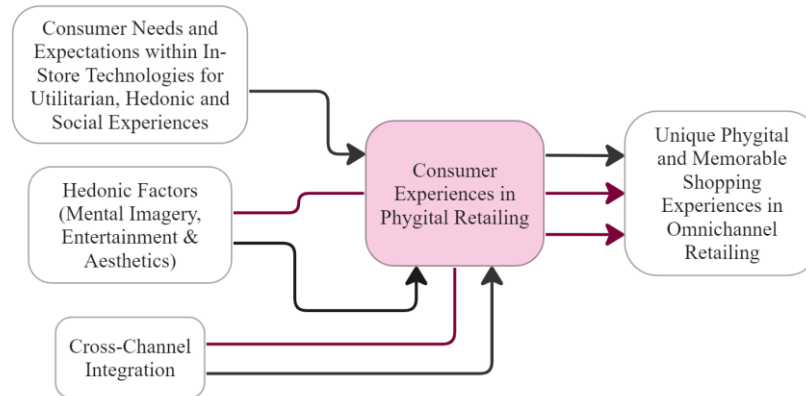 Consumer Needs and
Expectations within In-
Store Technologies for
Utilitarian, Hedonic and
Social Experiences
Hedonic Factors
(Mental Imagery,
Entertainment &
Aesthetics)
Cross-Channel
Integration
Consumer
Experiences in
Phygital Retailing
Unique Phygital
and Memorable
Shopping
Experiences in
Omnichannel
Retailing